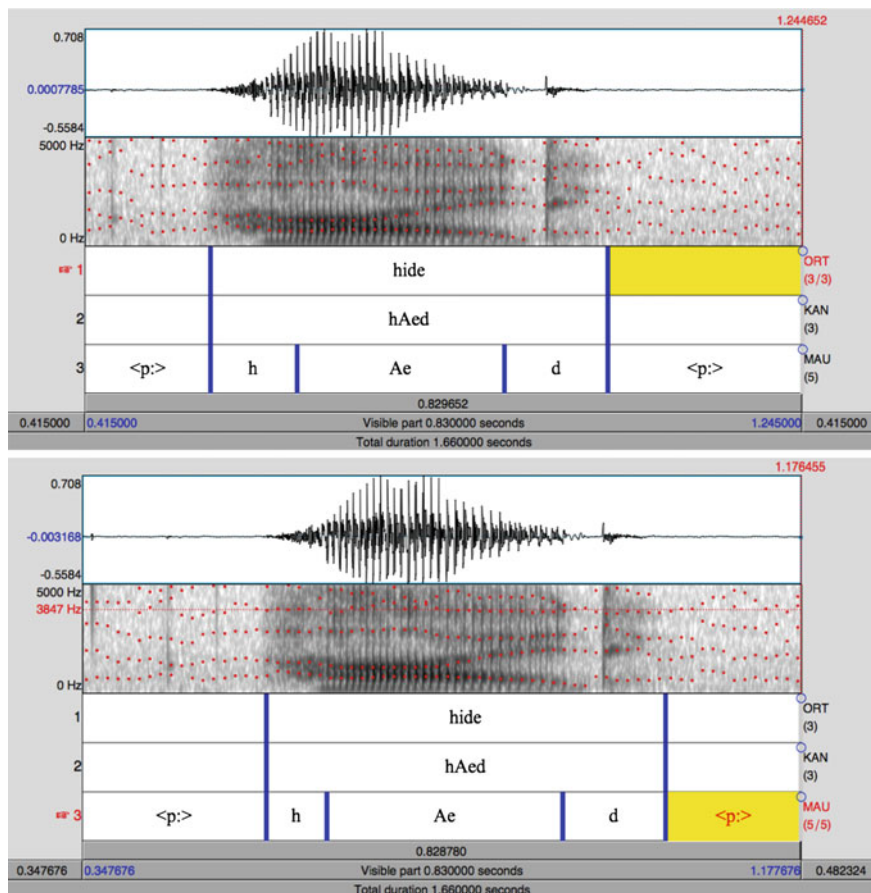 1.244652
0.708
0.0007785
-0.5584
5000 Hz
0 Hz
☞ 1 hide ORT (3/3)
2 hAed KAN (3)
3 <p:> h Ae d <p:> MAU (5)
0.829652
0.415000 0.415000 Visible part 0.830000 seconds 1.245000 0.415000
Total duration 1.660000 seconds
1.176455
0.708
-0.003168
-0.5584
5000 Hz
3847 Hz
0 Hz
1 hide ORT (3)
2 hAed KAN (3)
☞ 3 <p:> h Ae d <p:> MAU (5/5)
0.828780
0.347676 0.347676 Visible part 0.830000 seconds 1.177676 0.482324
Total duration 1.660000 seconds